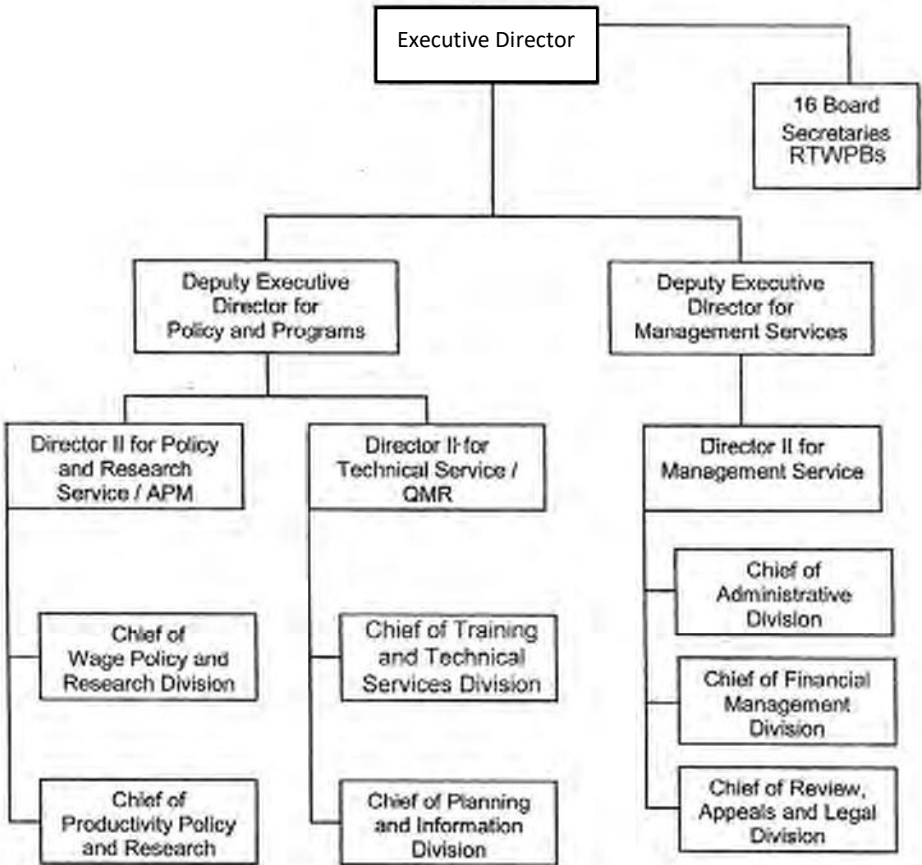 Executive Director
16 Board
Secretaries
RTWPBs
Deputy Executive
Director for
Policy and Programs
Deputy Executive
Director for
Management Services
Director II for Policy
and Research
Service / APM
Director II for
Technical Service /
QMR
Director II for
Management Service
Chief of
Wage Policy and
Research Division
Chief of Training
and Technical
Services Division
Chief of
Administrative
Division
Chief of Financial
Management
Division
Chief of
Productivity Policy
and Research
Chief of Planning
and Information
Division
Chief of Review,
Appeals and Legal
Division